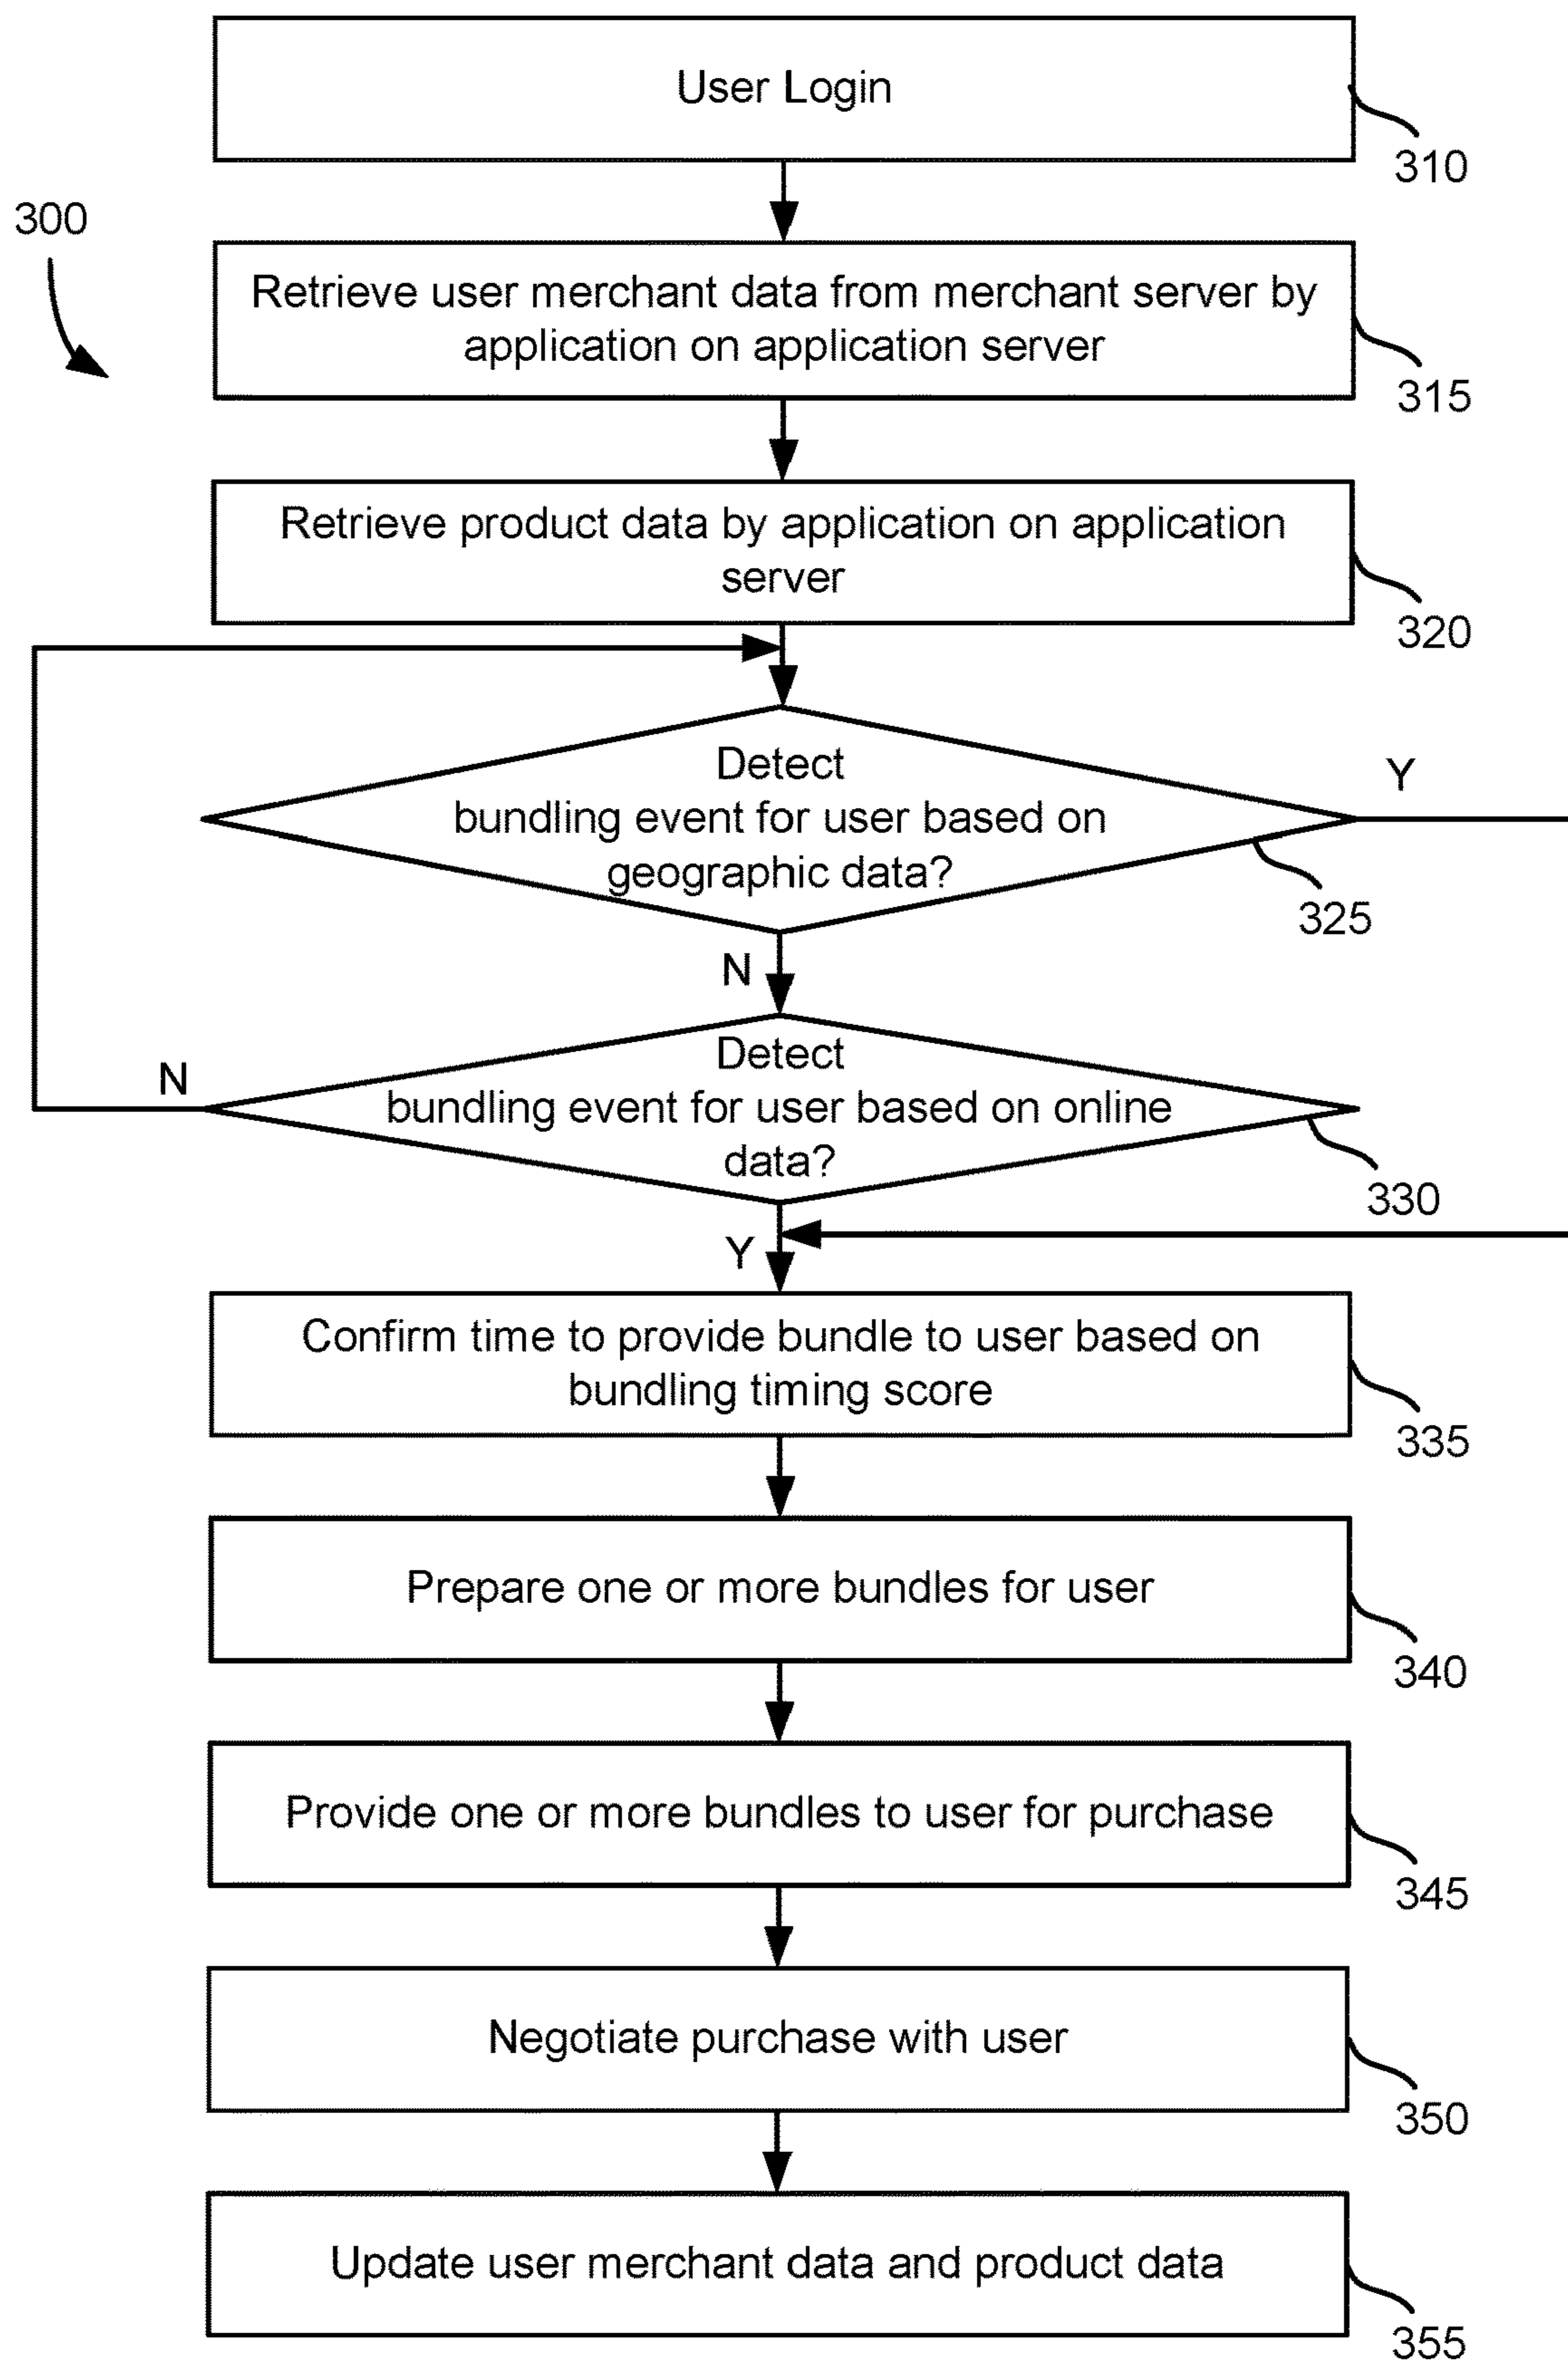 User Login
310
300
Retrieve user merchant data from merchant server by
application on application server
315
Retrieve product data by application on application
server
320
Detect
bundling event for user based on
geographic data?
Y
325
N
Detect
bundling event for user based on online
data?
N
330
Y
Confirm time to provide bundle to user based on
bundling timing score
335
Prepare one or more bundles for user
340
Provide one or more bundles to user for purchase
345
Negotiate purchase with user
350
Update user merchant data and product data
355